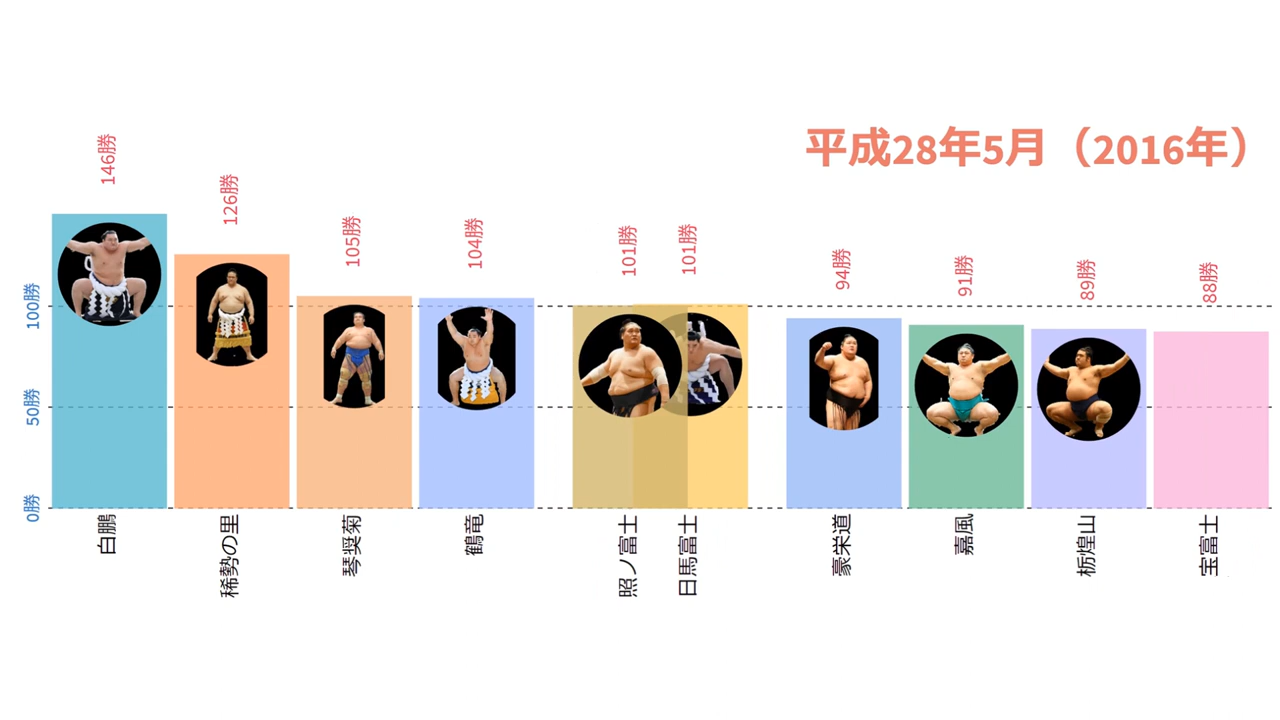 平成28年5月（2016年）
146勝
126勝
105勝
104勝
101勝
101勝
94勝
91勝
89勝
88勝
100勝
50勝
0勝
白鵬
稀勢の里
琴奨菊
鶴竜
照ノ富士
日馬富士
豪栄道
嘉風
栃煌山
宝富士